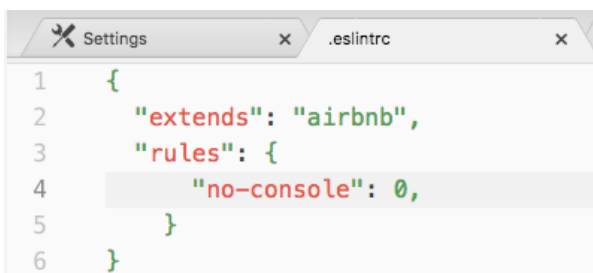 Settings × .eslintrc ×
1 {
2 "extends": "airbnb",
3 "rules": {
4 "no-console": 0,
5 }
6 }